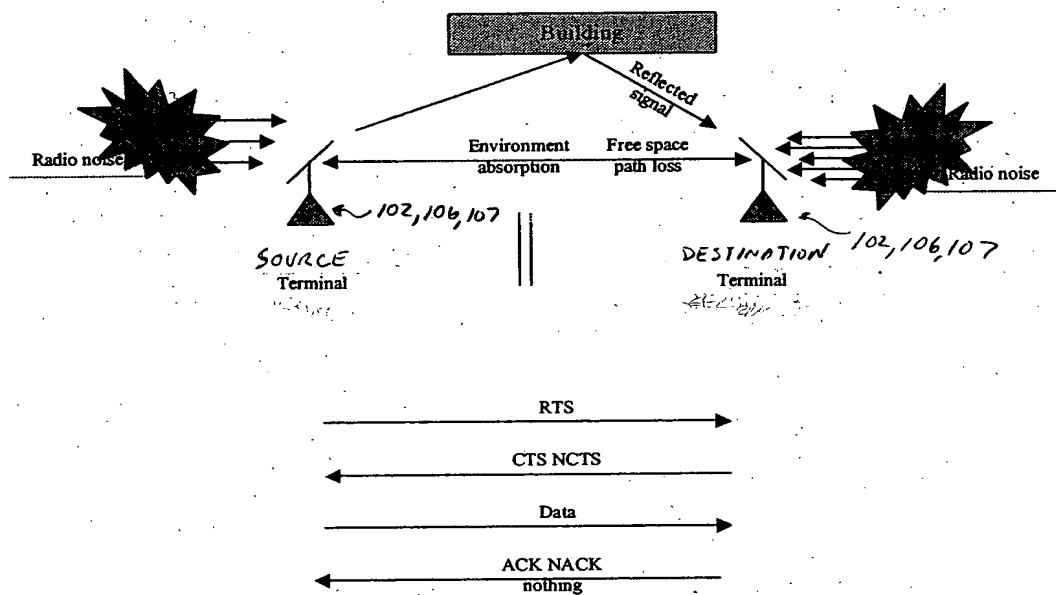 Building
Reflected
signal
Radio noise
Environment
absorption
Free space
path loss
Radio noise
102, 106, 107
102, 106, 107
SOURCE
Terminal
DESTINATION
Terminal
RTS
CTS NCTS
Data
ACK NACK
nothing